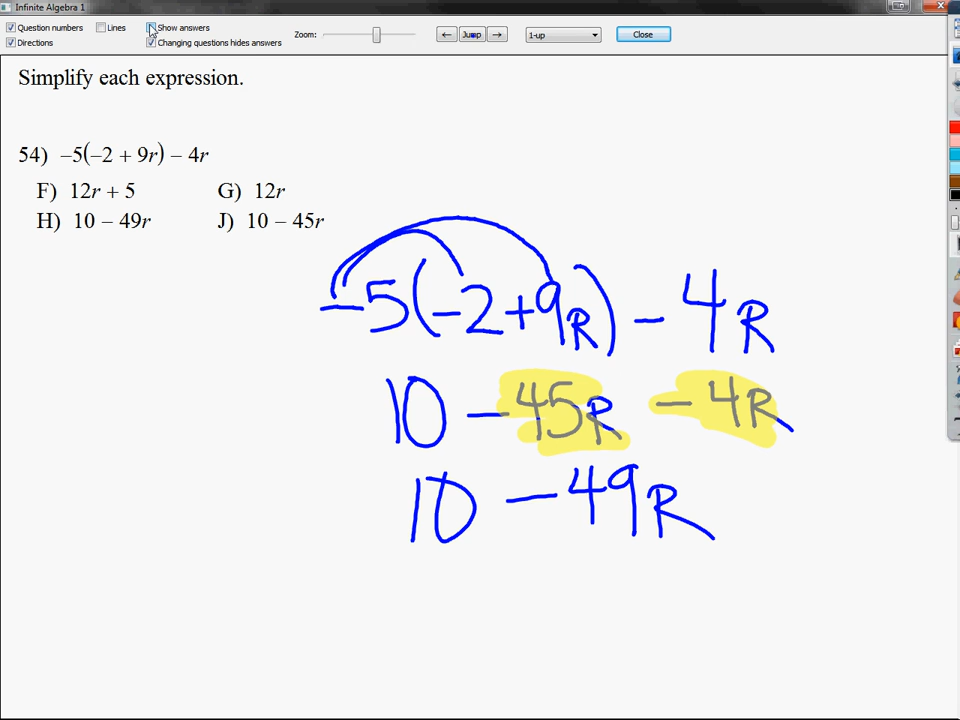 Infinite Algebra 1
Question numbers Lines Show answers
Directions Changing questions hides answers
Zoom: ← Jump → 1-up Close
Simplify each expression.
54) −5(−2 + 9r) − 4r
F) 12r + 5 G) 12r
H) 10 − 49r J) 10 − 45r
−5(−2+9R) − 4R
10 − 45R − 4R
10 − 49R